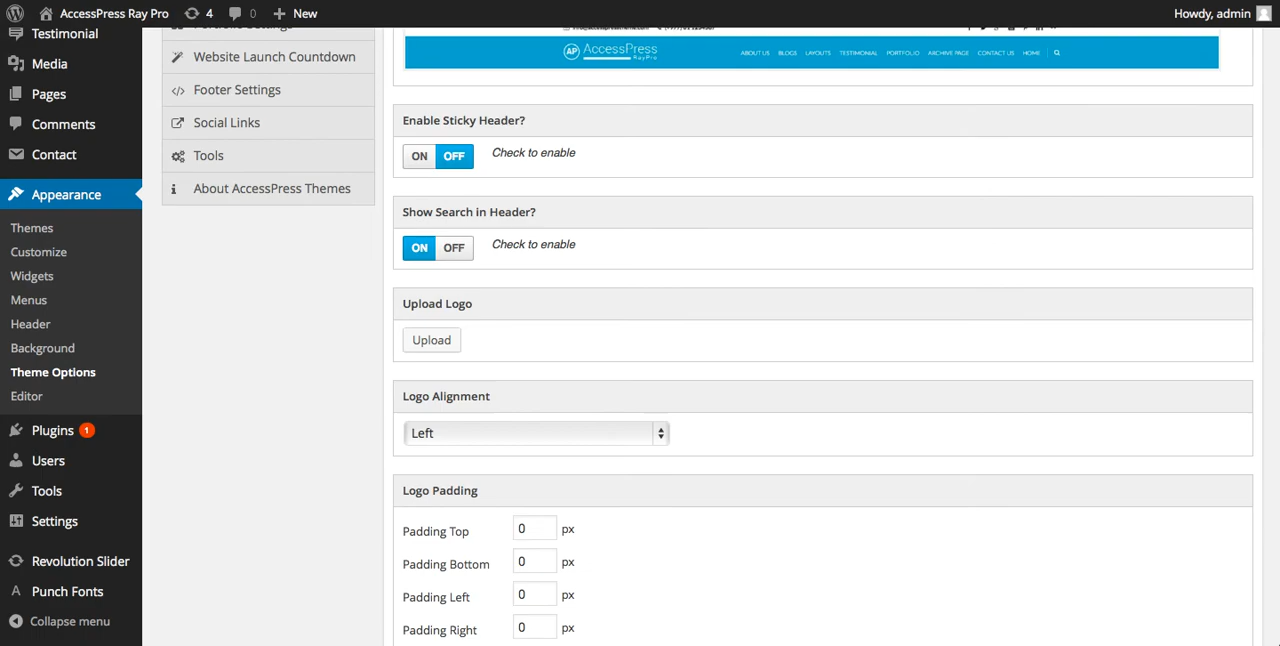 AccessPress Ray Pro 4 0 New Howdy, admin
Testimonial
Media
Pages
Comments
Contact
Appearance
Themes
Customize
Widgets
Menus
Header
Background
Theme Options
Editor
Plugins 1
Users
Tools
Settings
Revolution Slider
Punch Fonts
Collapse menu
Website Launch Countdown
Footer Settings
Social Links
Tools
About AccessPress Themes
AP AccessPress
RayPro
ABOUT US BLOGS LAYOUTS TESTIMONIAL PORTFOLIO ARCHIVE PAGE CONTACT US HOME
Enable Sticky Header?
ON OFF Check to enable
Show Search in Header?
ON OFF Check to enable
Upload Logo
Upload
Logo Alignment
Left
Logo Padding
Padding Top 0 px
Padding Bottom 0 px
Padding Left 0 px
Padding Right 0 px